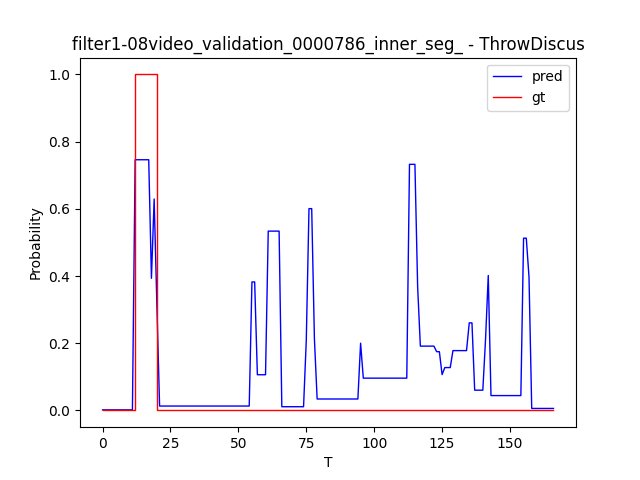 filter1-08video_validation_0000786_inner_seg_ - ThrowDiscus
pred
gt
Probability
1.0
0.8
0.6
0.4
0.2
0.0
0 25 50 75 100 125 150
T